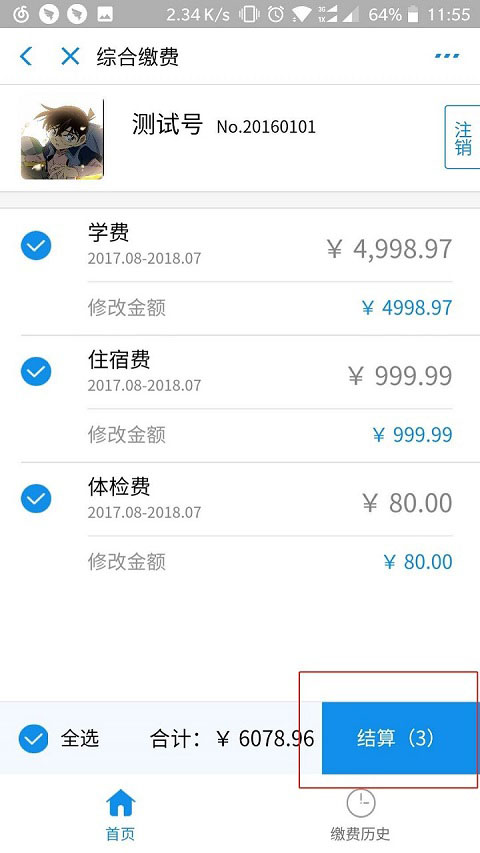 2.34 K/s 3G 1X 64% 11:55
综合缴费
测试号 No.20160101
注销
学费
2017.08-2018.07
¥ 4,998.97
修改金额 ¥ 4998.97
住宿费
2017.08-2018.07
¥ 999.99
修改金额 ¥ 999.99
体检费
2017.08-2018.07
¥ 80.00
修改金额 ¥ 80.00
全选 合计：¥ 6078.96 结算（3）
首页 缴费历史